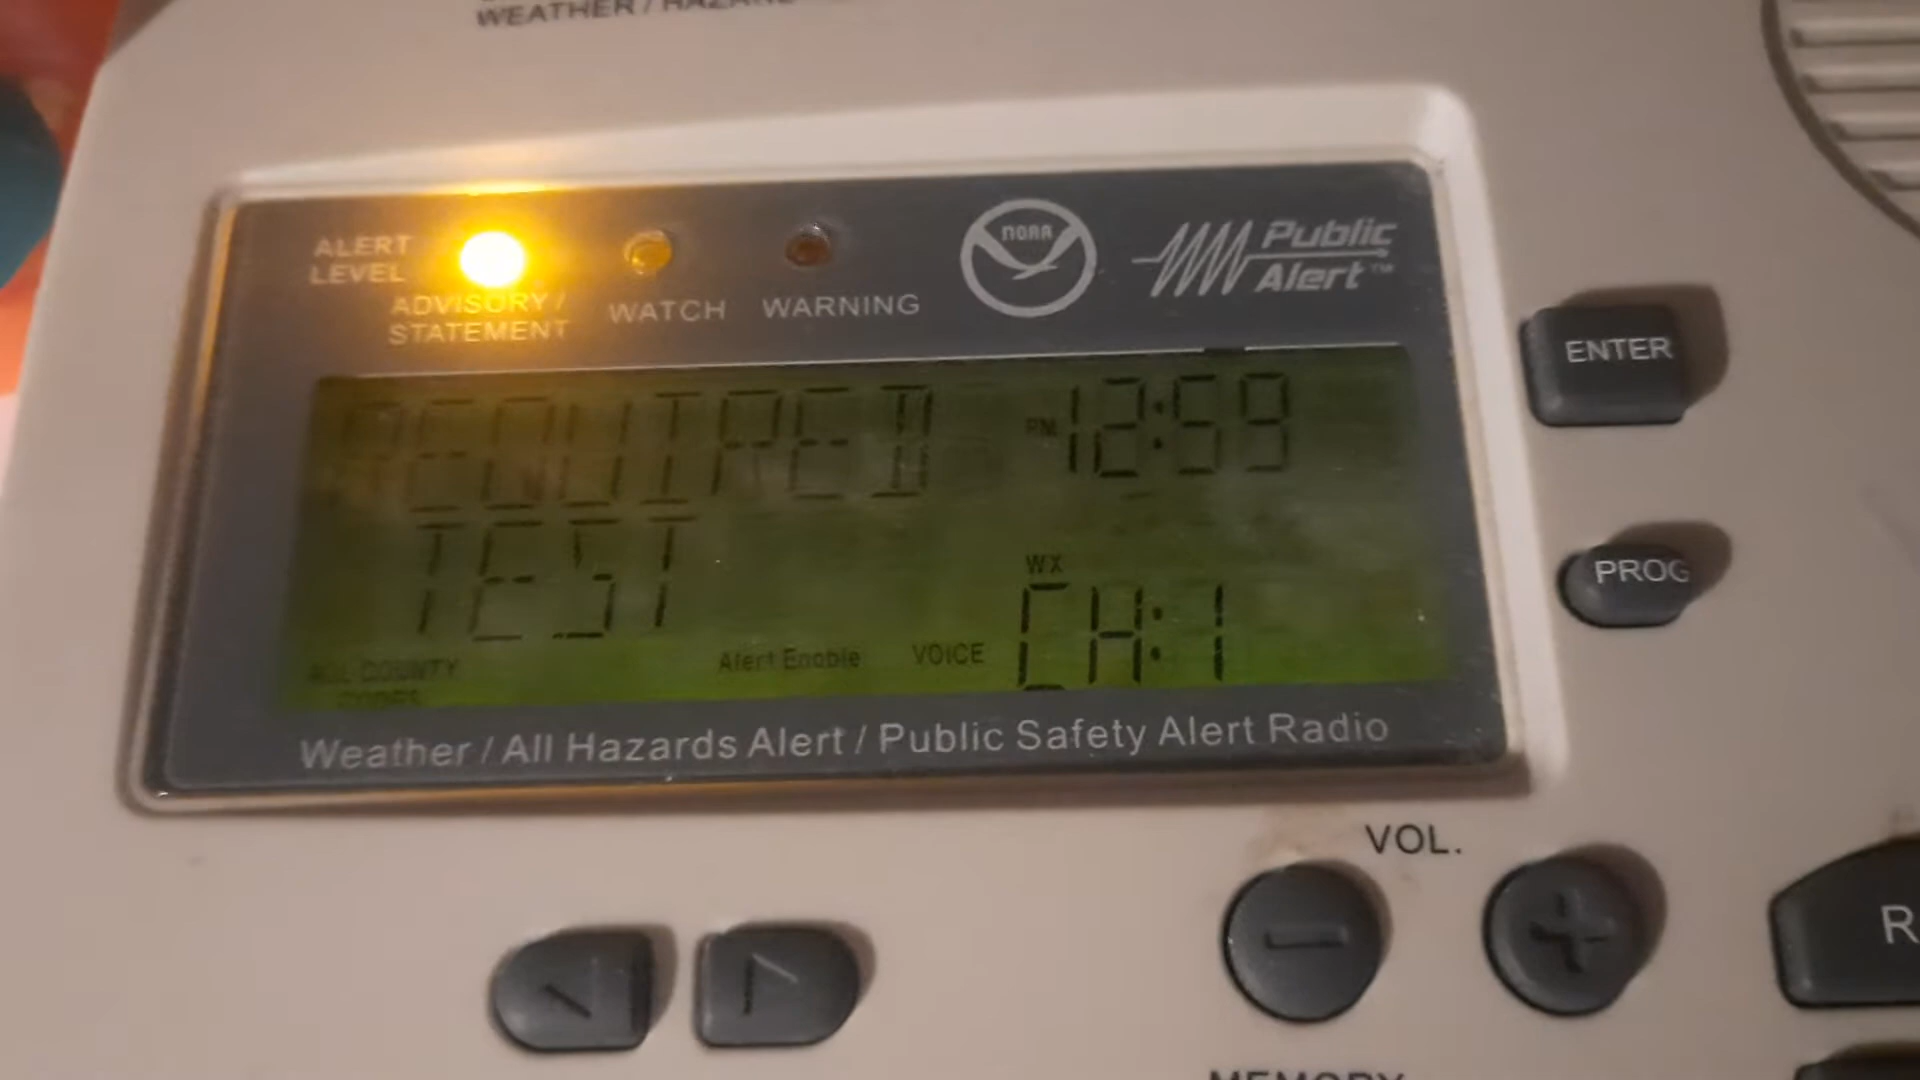 WEATHER / HAZARD
ALERT
LEVEL
ADVISORY /
STATEMENT
WATCH
WARNING
NOAA
Public
Alert™
REQUIRED
PM 12:59
TEST
WX
CH:1
ALL COUNTY
CODES
Alert Enable
VOICE
Weather / All Hazards Alert / Public Safety Alert Radio
ENTER
PROG
VOL.
-
+
<
>
R
MEMORY